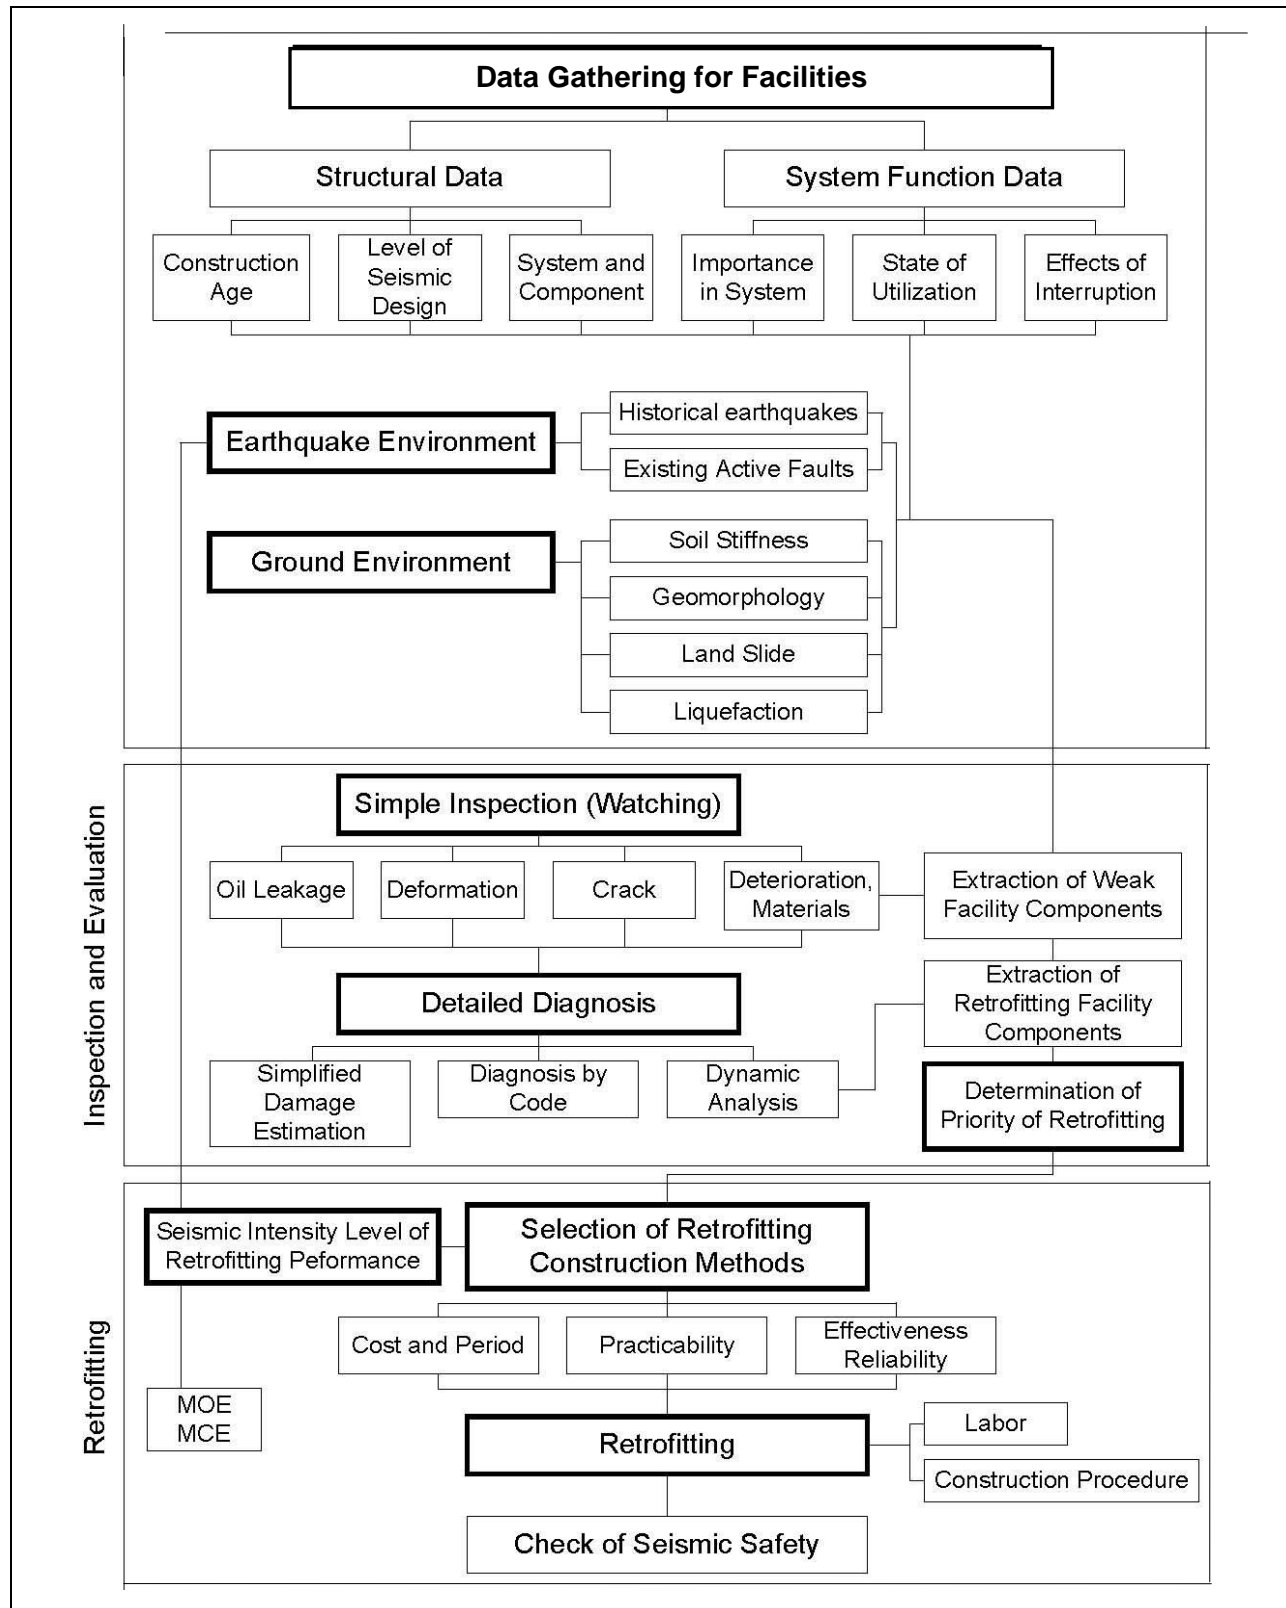 Data Gathering for Facilities
Structural Data
System Function Data
Construction
Age
Level of
Seismic
Design
System and
Component
Importance
in System
State of
Utilization
Effects of
Interruption
Earthquake Environment
Historical earthquakes
Existing Active Faults
Ground Environment
Soil Stiffness
Geomorphology
Land Slide
Liquefaction
Inspection and Evaluation
Simple Inspection (Watching)
Oil Leakage
Deformation
Crack
Deterioration,
Materials
Extraction of Weak
Facility Components
Detailed Diagnosis
Extraction of
Retrofitting Facility
Components
Simplified
Damage
Estimation
Diagnosis by
Code
Dynamic
Analysis
Determination of
Priority of Retrofitting
Retrofitting
Seismic Intensity Level of
Retrofitting Peformance
Selection of Retrofitting
Construction Methods
Cost and Period
Practicability
Effectiveness
Reliability
MOE
MCE
Retrofitting
Labor
Construction Procedure
Check of Seismic Safety